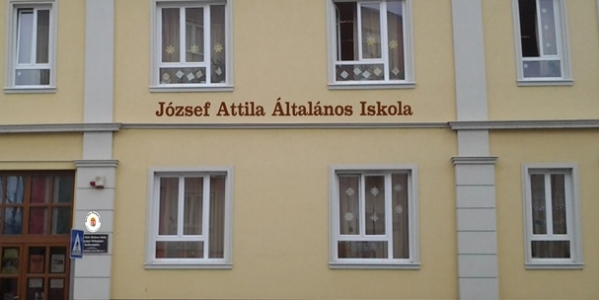 József Attila Általános Iskola